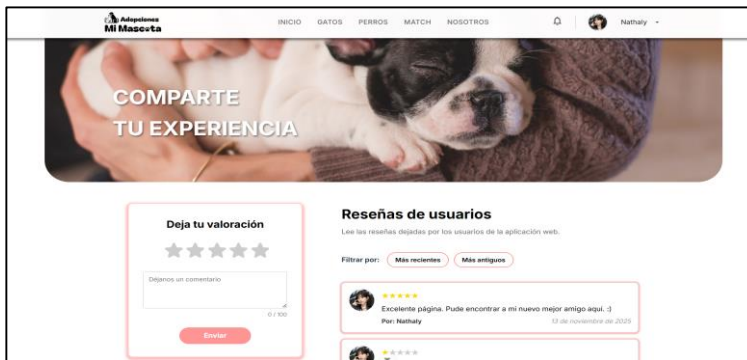 Adopciones
Mi Mascota
INICIO GATOS PERROS MATCH NOSOTROS Nathaly
COMPARTE
TU EXPERIENCIA
Deja tu valoración
Déjanos un comentario
0 / 100
Enviar
Reseñas de usuarios
Lee las reseñas dejadas por los usuarios de la aplicación web.
Filtrar por: Más recientes Más antiguos
Excelente página. Pude encontrar a mi nuevo mejor amigo aquí. :)
Por: Nathaly 13 de noviembre de 2025